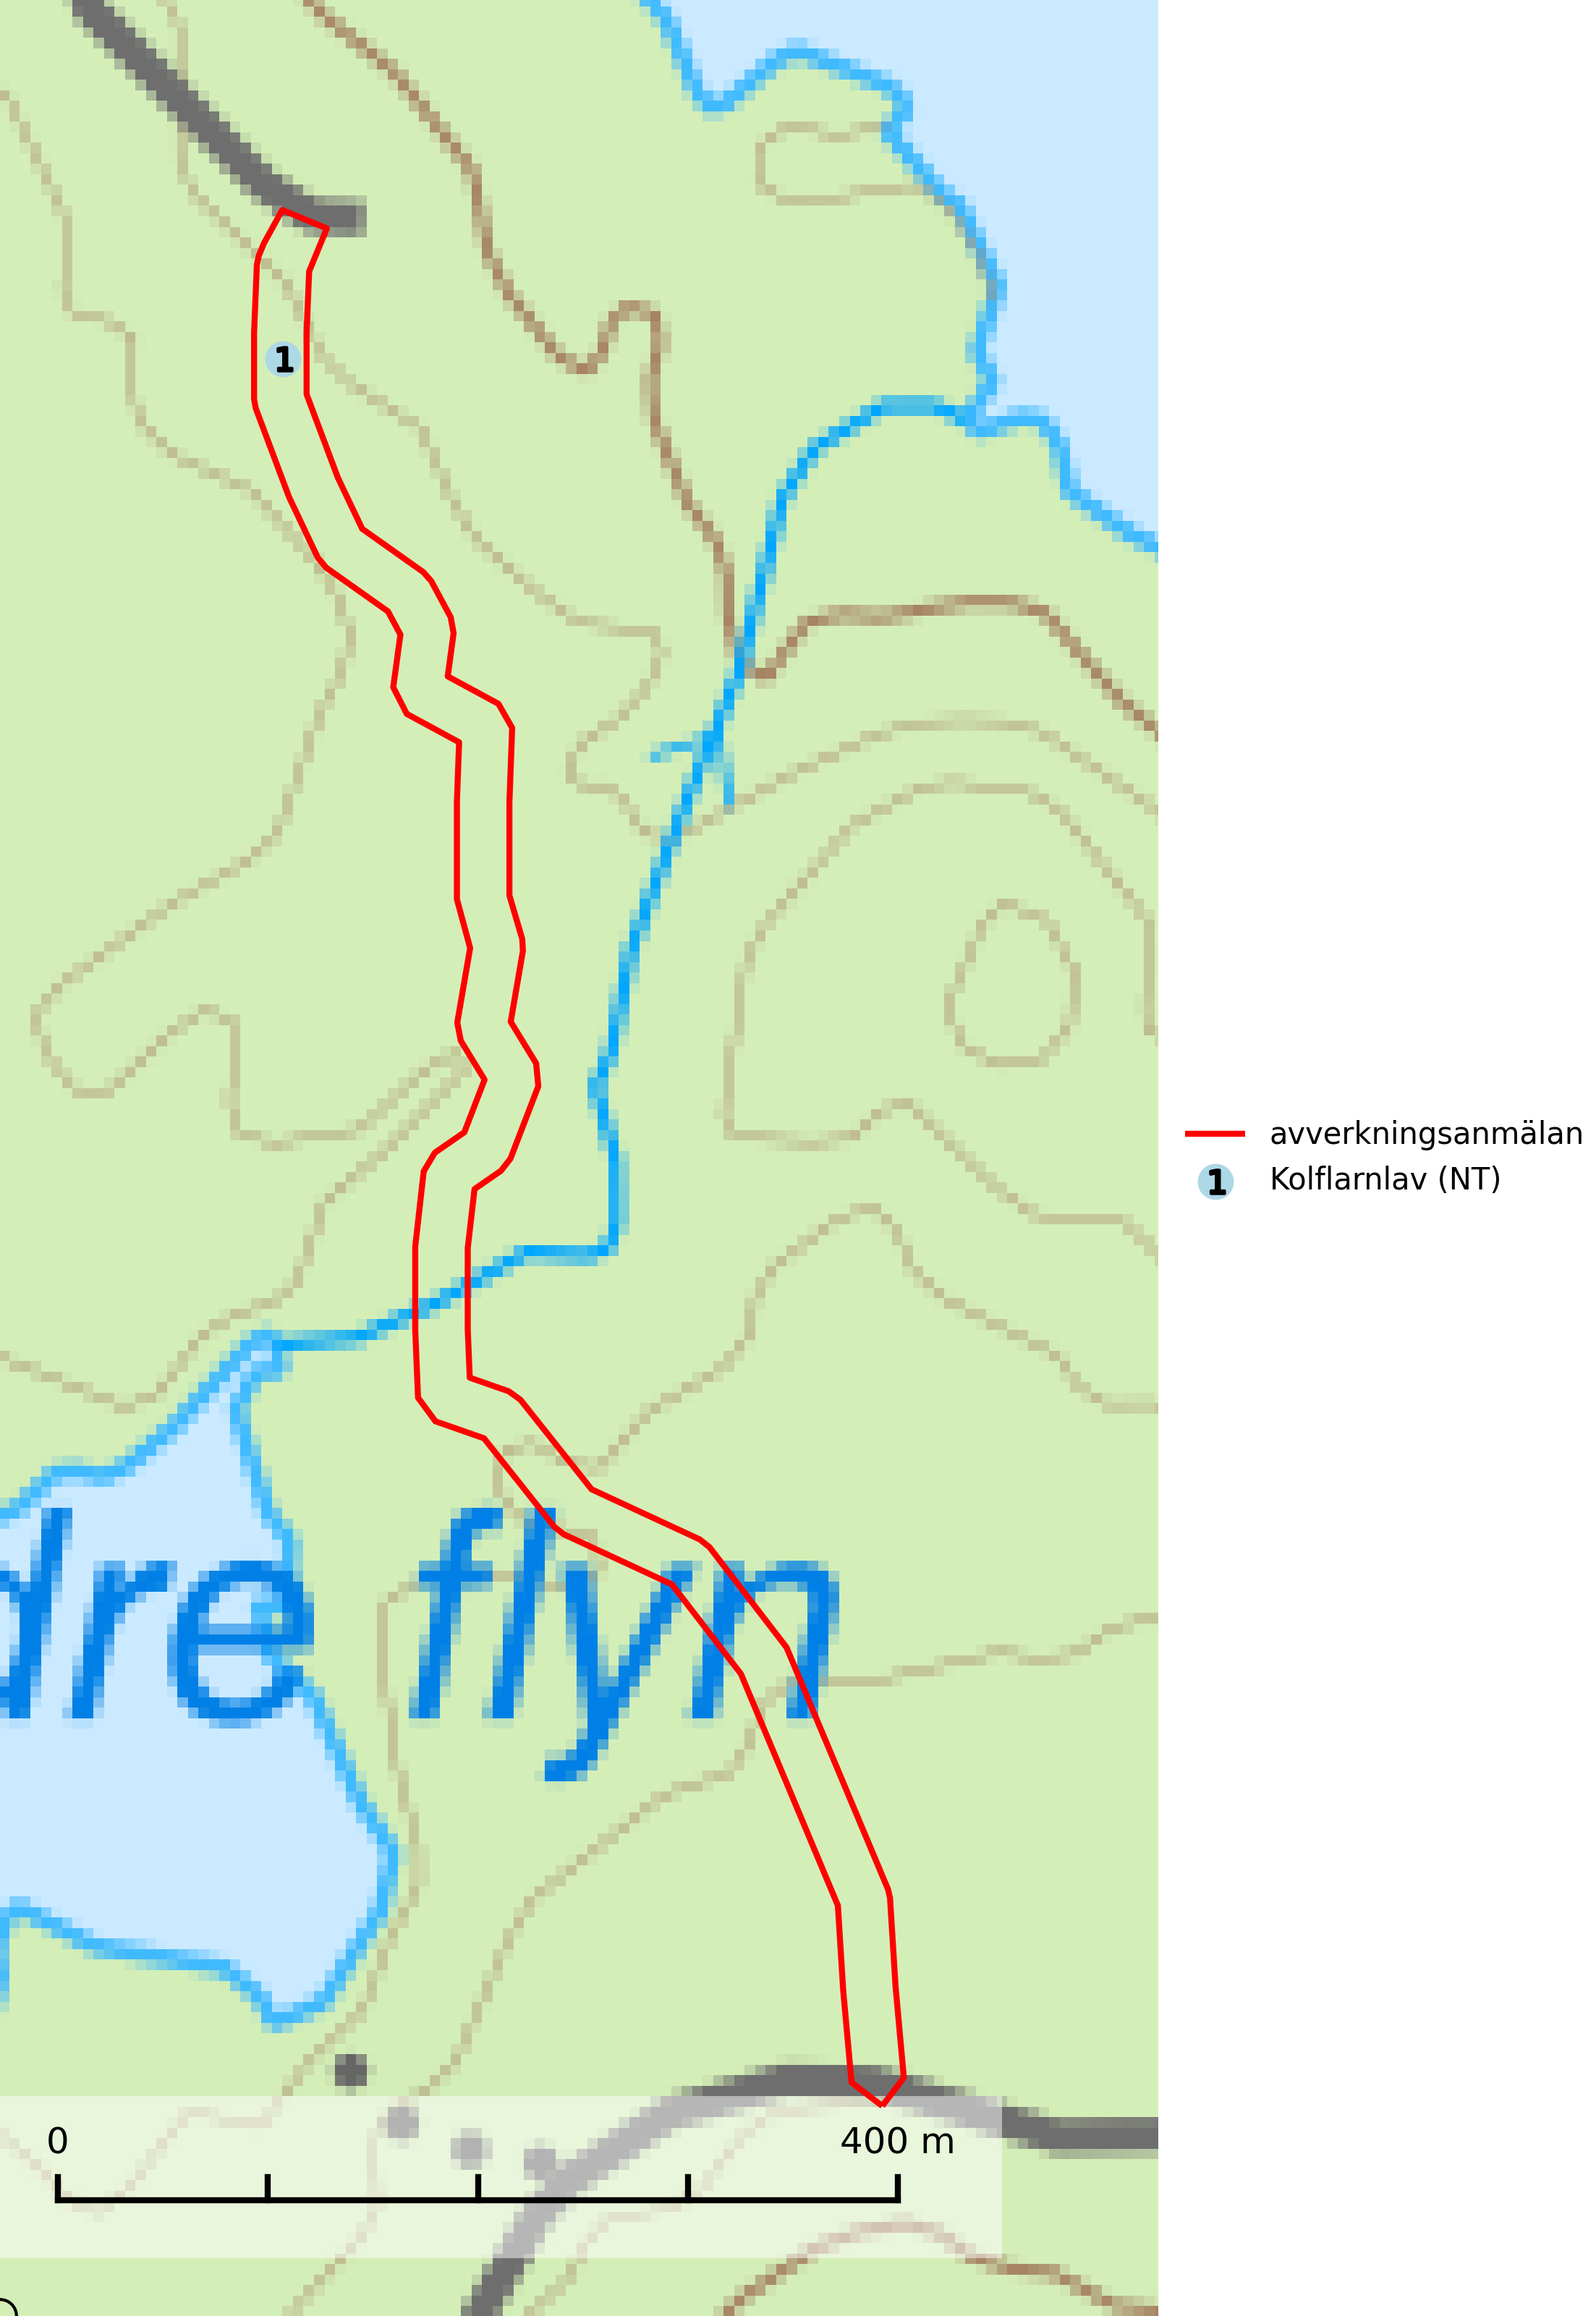 1
avverkningsanmälan
1 Kolflarnlav (NT)
dre flyn
0 400 m